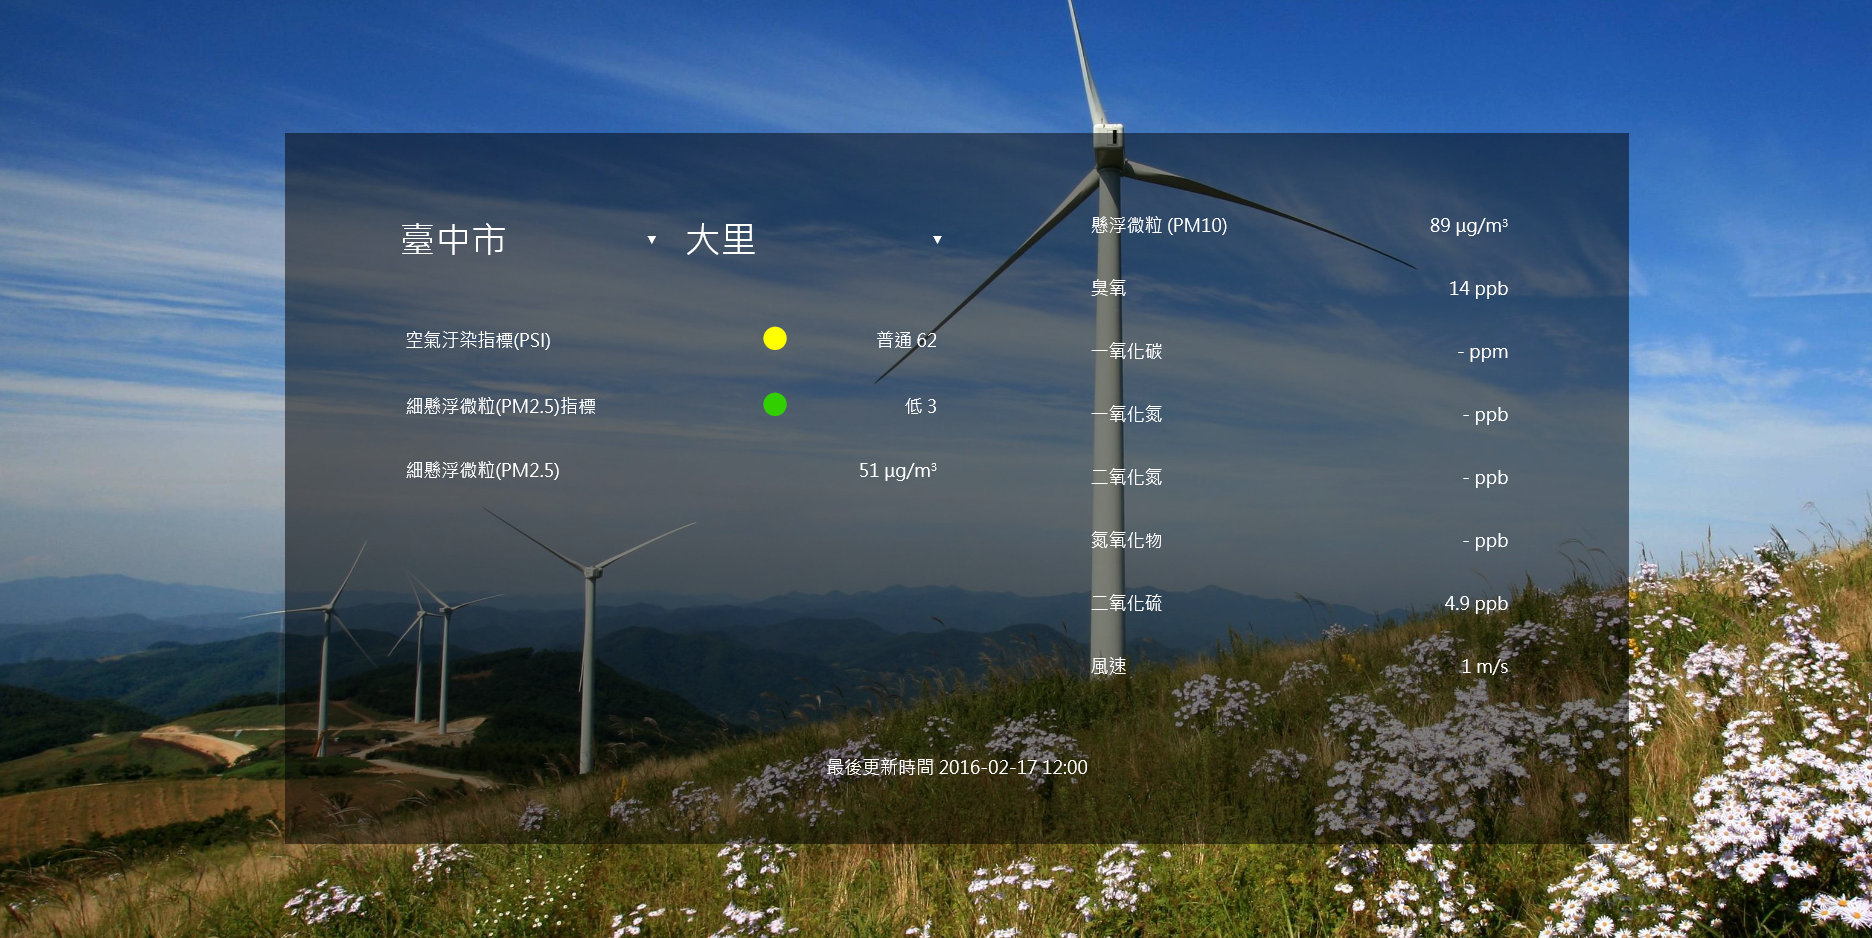 臺中市 ▼ 大里 ▼
空氣汙染指標(PSI) 普通 62
細懸浮微粒(PM2.5)指標 低 3
細懸浮微粒(PM2.5) 51 μg/m³
懸浮微粒 (PM10) 89 μg/m³
臭氧 14 ppb
一氧化碳 - ppm
一氧化氮 - ppb
二氧化氮 - ppb
氮氧化物 - ppb
二氧化硫 4.9 ppb
風速 1 m/s
最後更新時間 2016-02-17 12:00